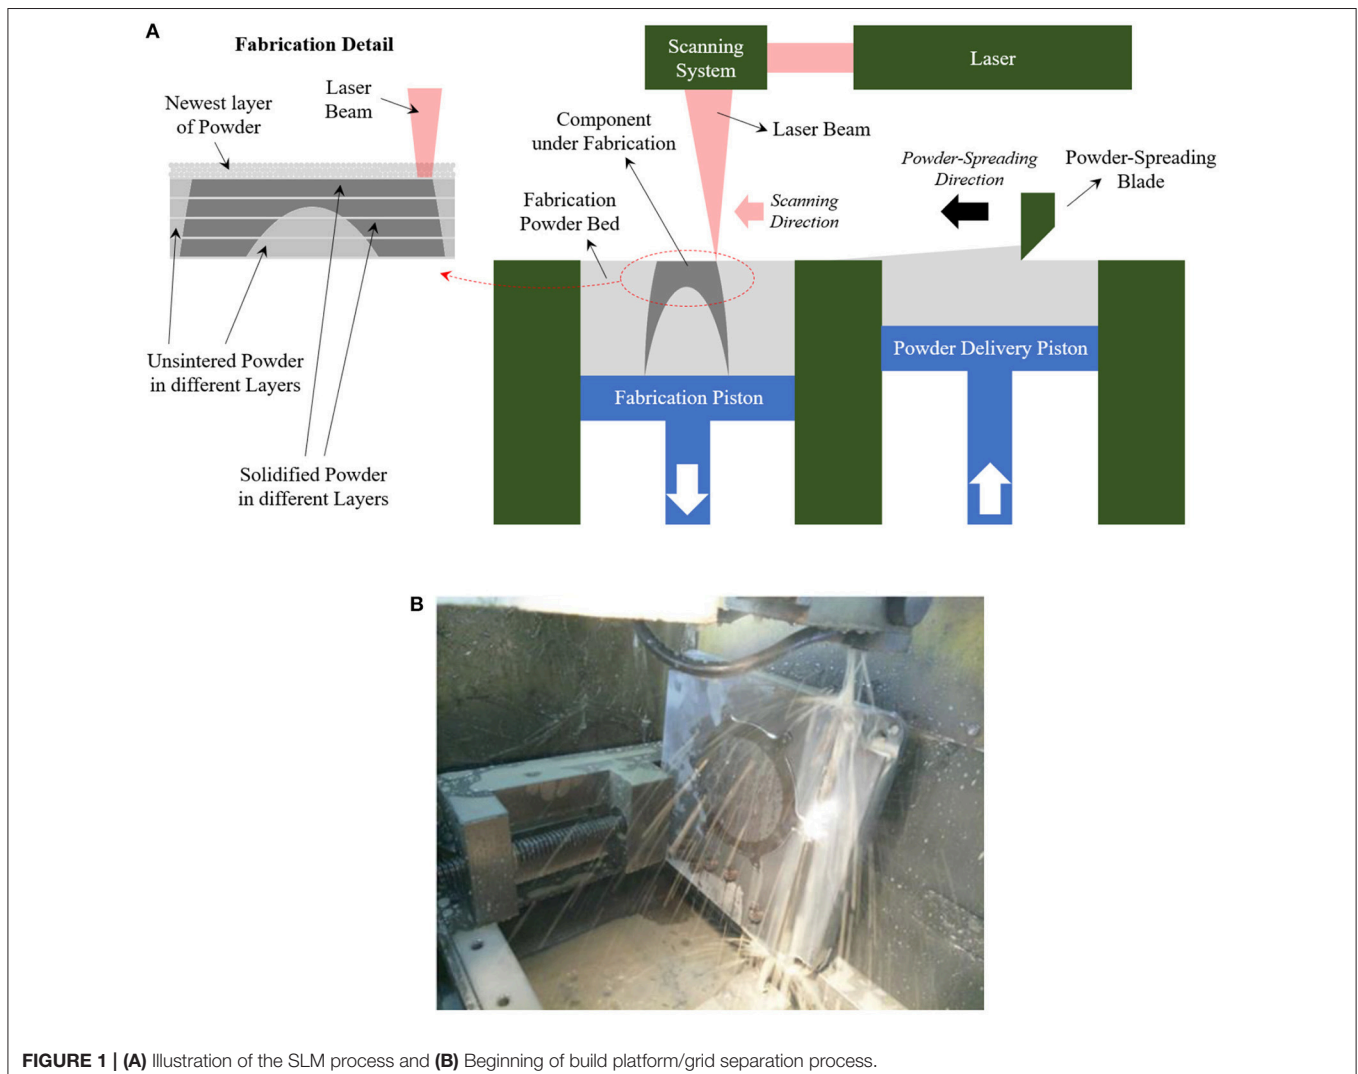 A
Fabrication Detail
Newest layer
of Powder
Laser
Beam
Unsintered Powder
in different Layers
Solidified Powder
in different Layers
Scanning
System
Laser
Laser Beam
Component
under Fabrication
Fabrication
Powder Bed
Scanning
Direction
Powder-Spreading
Direction
Powder-Spreading
Blade
Fabrication Piston
Powder Delivery Piston
B
FIGURE 1 | (A) Illustration of the SLM process and (B) Beginning of build platform/grid separation process.